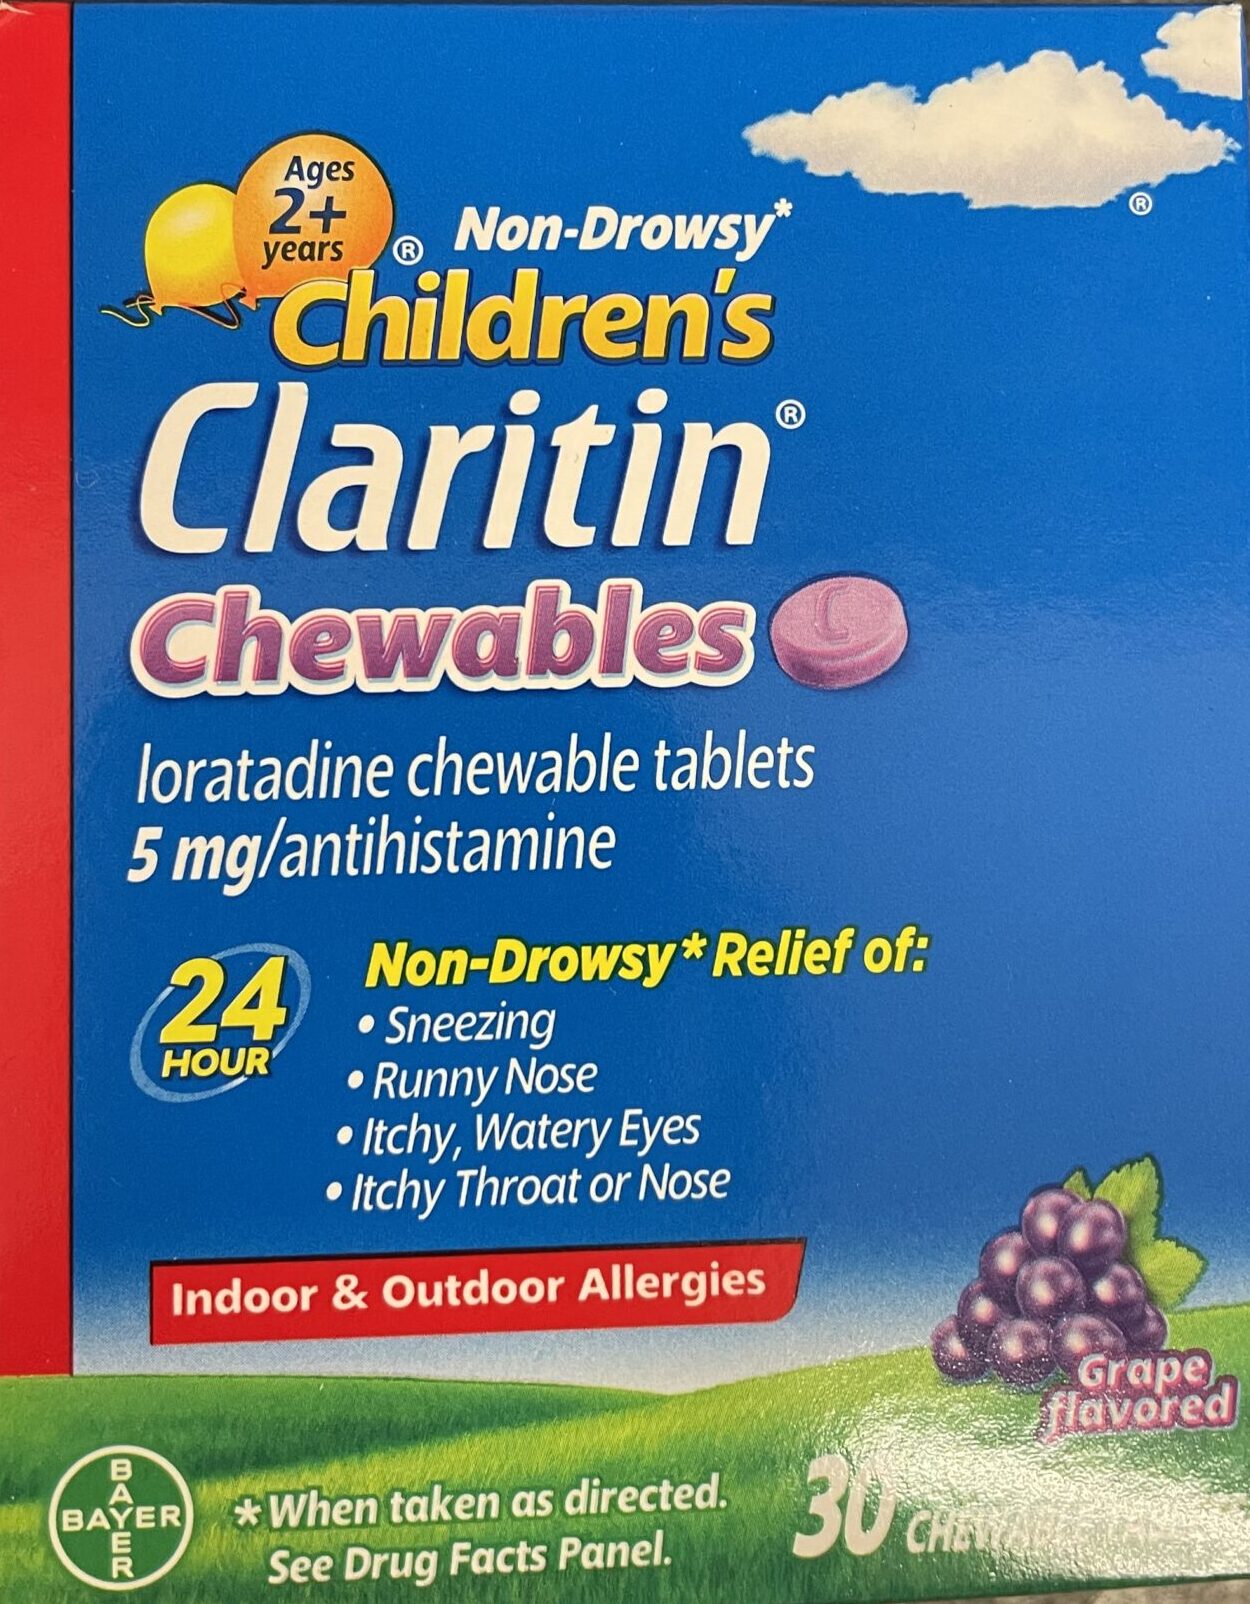 Ages
2+
years
® Non-Drowsy*
®
Children's
Claritin®
Chewables
C
loratadine chewable tablets
5 mg/antihistamine
24
HOUR
Non-Drowsy* Relief of:
• Sneezing
• Runny Nose
• Itchy, Watery Eyes
• Itchy Throat or Nose
Indoor & Outdoor Allergies
Grape
flavored
BAYER
BAYER
*When taken as directed.
See Drug Facts Panel.
30 CHEWABLE